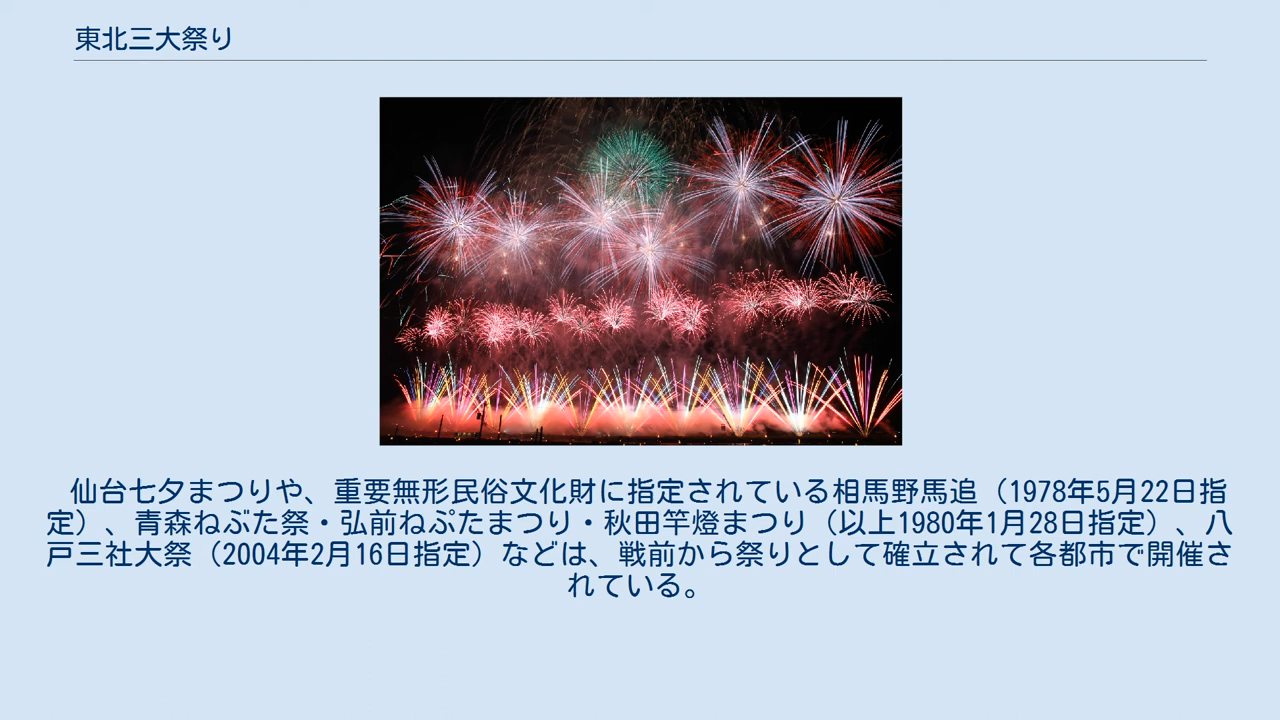 東北三大祭り
仙台七夕まつりや、重要無形民俗文化財に指定されている相馬野馬追（1978年5月22日指
定）、青森ねぶた祭・弘前ねぷたまつり・秋田竿燈まつり（以上1980年1月28日指定）、八
戸三社大祭（2004年2月16日指定）などは、戦前から祭りとして確立されて各都市で開催さ
れている。